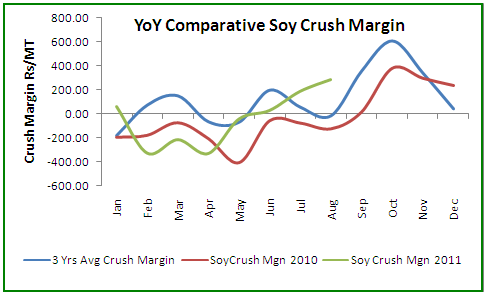 YoY Comparative Soy Crush Margin
Crush Margin Rs/MT
800.00
600.00
400.00
200.00
0.00
-200.00
-400.00
-600.00
Jan
Feb
Mar
Apr
May
Jun
Jul
Aug
Sep
Oct
Nov
Dec
3 Yrs Avg Crush Margin
SoyCrush Mgn 2010
Soy Crush Mgn 2011